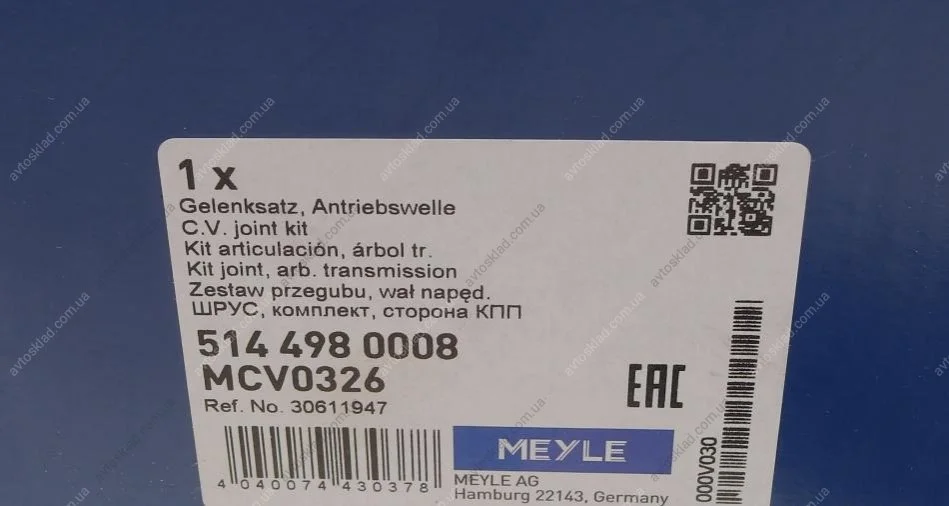 1 x
Gelenksatz, Antriebswelle
C.V. joint kit
Kit articulación, árbol tr.
Kit joint, arb. transmission
Zestaw przegubu, wał napęd.
ШРУС, комплект, сторона КПП
514 498 0008
MCV0326
Ref. No. 30611947
EAC
4 040074 430378
MEYLE
MEYLE AG
Hamburg 22143, Germany
000V030
avtosklad.com.ua